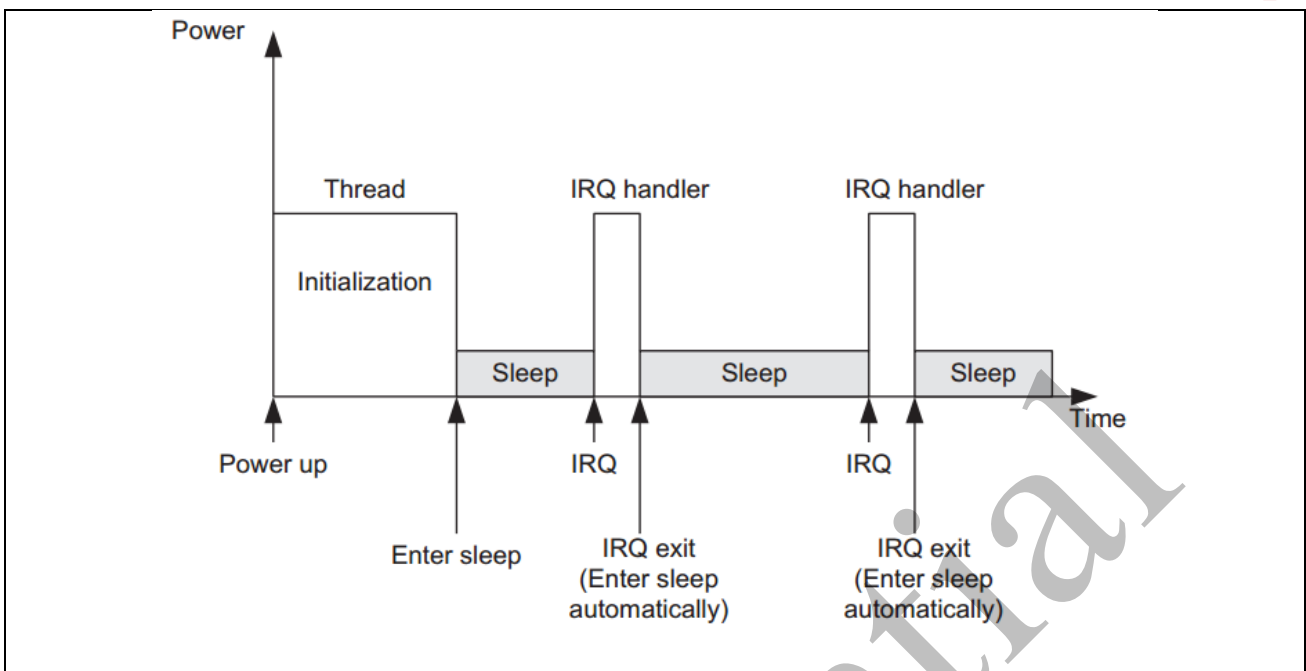 Power
Thread
IRQ handler
IRQ handler
Initialization
Sleep
Sleep
Sleep
Time
Power up
IRQ
IRQ
Enter sleep
IRQ exit
(Enter sleep
automatically)
IRQ exit
(Enter sleep
automatically)
ntial